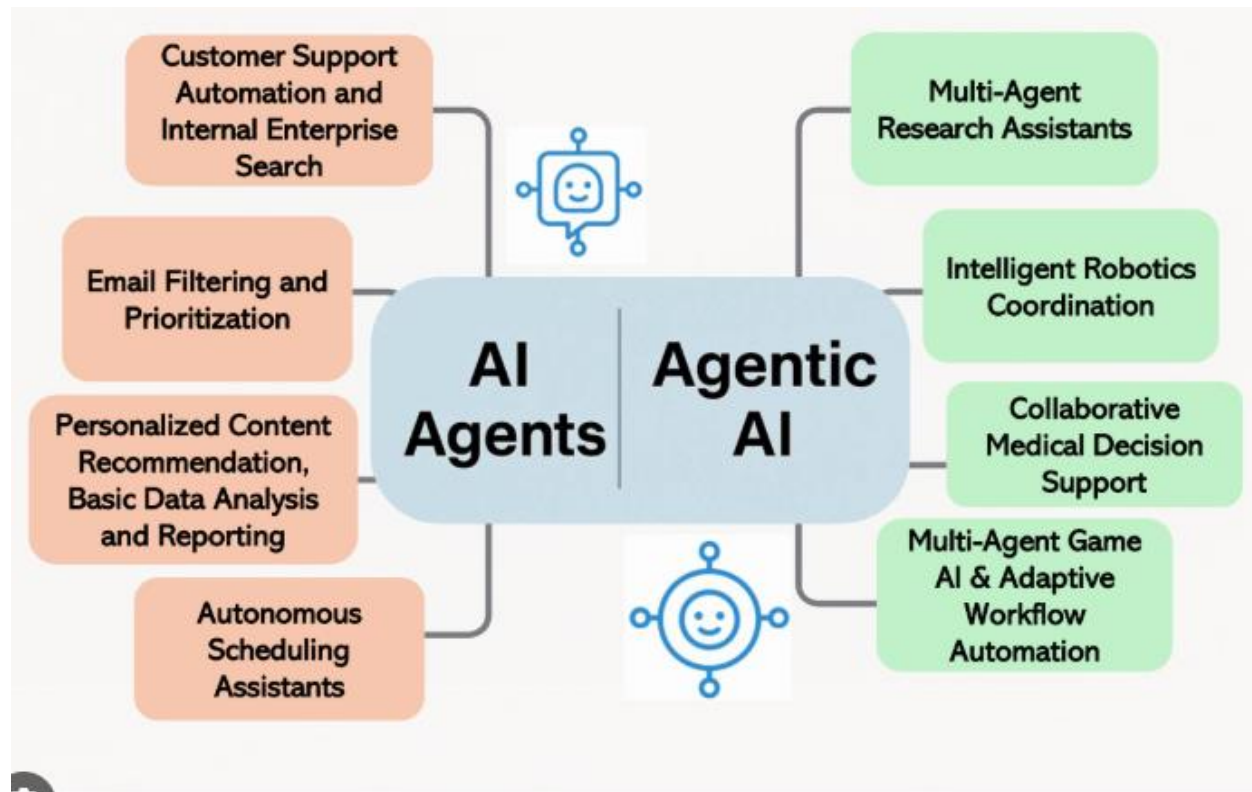 Customer Support
Automation and
Internal Enterprise
Search
Email Filtering and
Prioritization
Personalized Content
Recommendation,
Basic Data Analysis
and Reporting
Autonomous
Scheduling
Assistants
AI
Agents
Agentic
AI
Multi-Agent
Research Assistants
Intelligent Robotics
Coordination
Collaborative
Medical Decision
Support
Multi-Agent Game
AI & Adaptive
Workflow
Automation